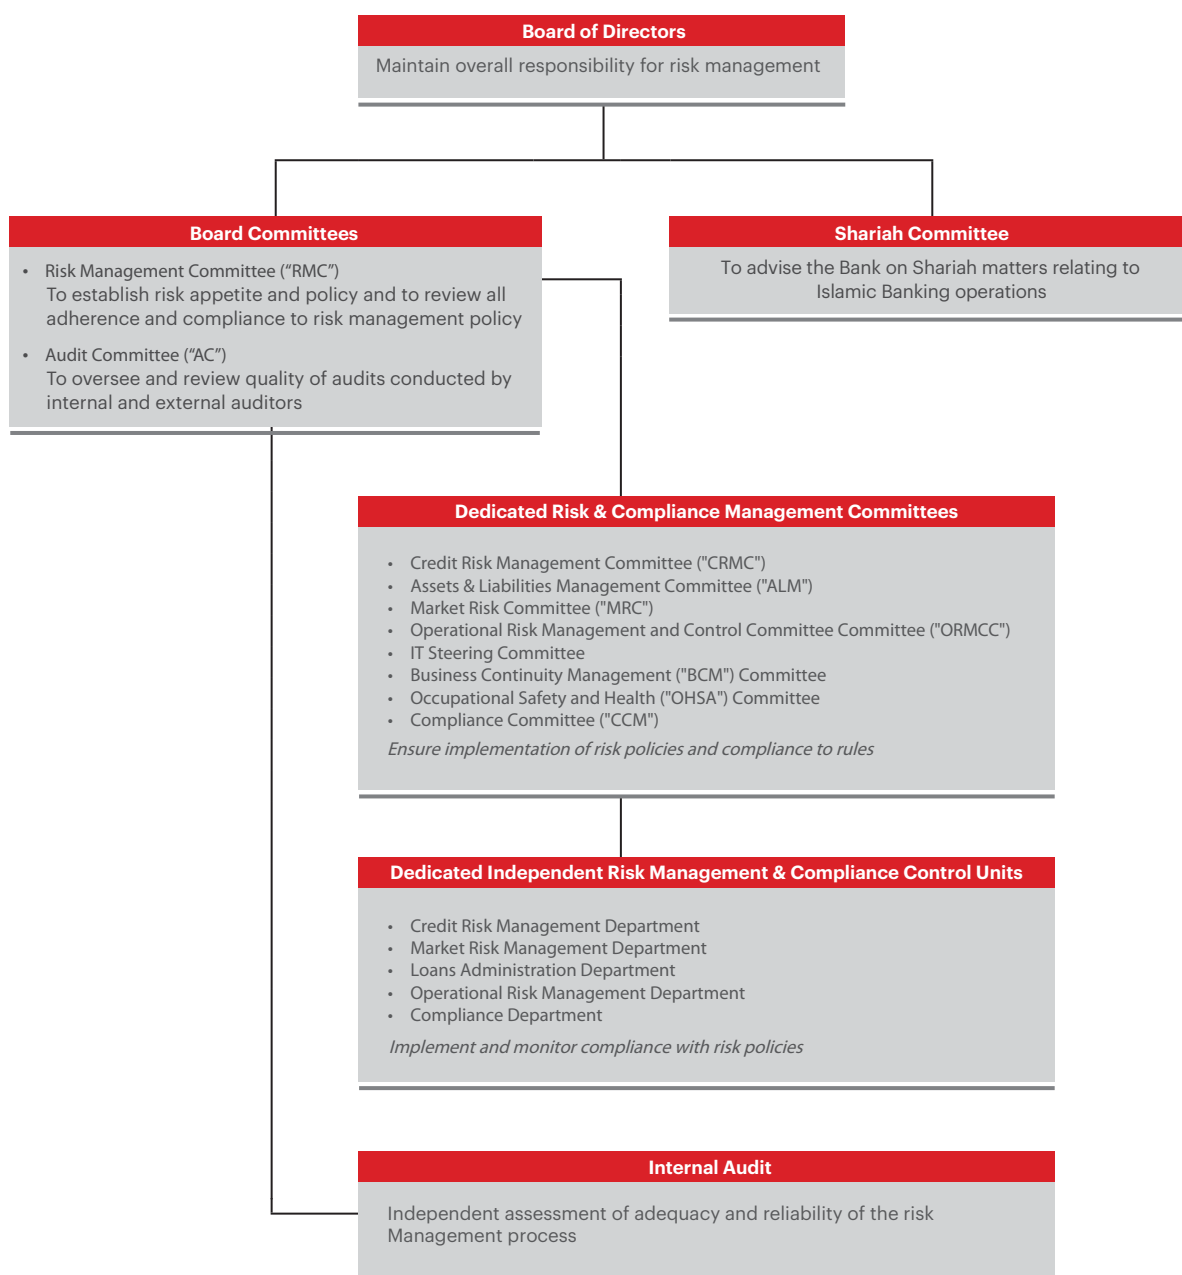 Board of Directors
Maintain overall responsibility for risk management
Board Committees
• Risk Management Committee (“RMC”)
To establish risk appetite and policy and to review all
adherence and compliance to risk management policy
• Audit Committee (“AC”)
To oversee and review quality of audits conducted by
internal and external auditors
Shariah Committee
To advise the Bank on Shariah matters relating to
Islamic Banking operations
Dedicated Risk & Compliance Management Committees
• Credit Risk Management Committee ("CRMC")
• Assets & Liabilities Management Committee ("ALM")
• Market Risk Committee ("MRC")
• Operational Risk Management and Control Committee Committee ("ORMCC")
• IT Steering Committee
• Business Continuity Management ("BCM") Committee
• Occupational Safety and Health ("OHSA") Committee
• Compliance Committee ("CCM")
Ensure implementation of risk policies and compliance to rules
Dedicated Independent Risk Management & Compliance Control Units
• Credit Risk Management Department
• Market Risk Management Department
• Loans Administration Department
• Operational Risk Management Department
• Compliance Department
Implement and monitor compliance with risk policies
Internal Audit
Independent assessment of adequacy and reliability of the risk
Management process